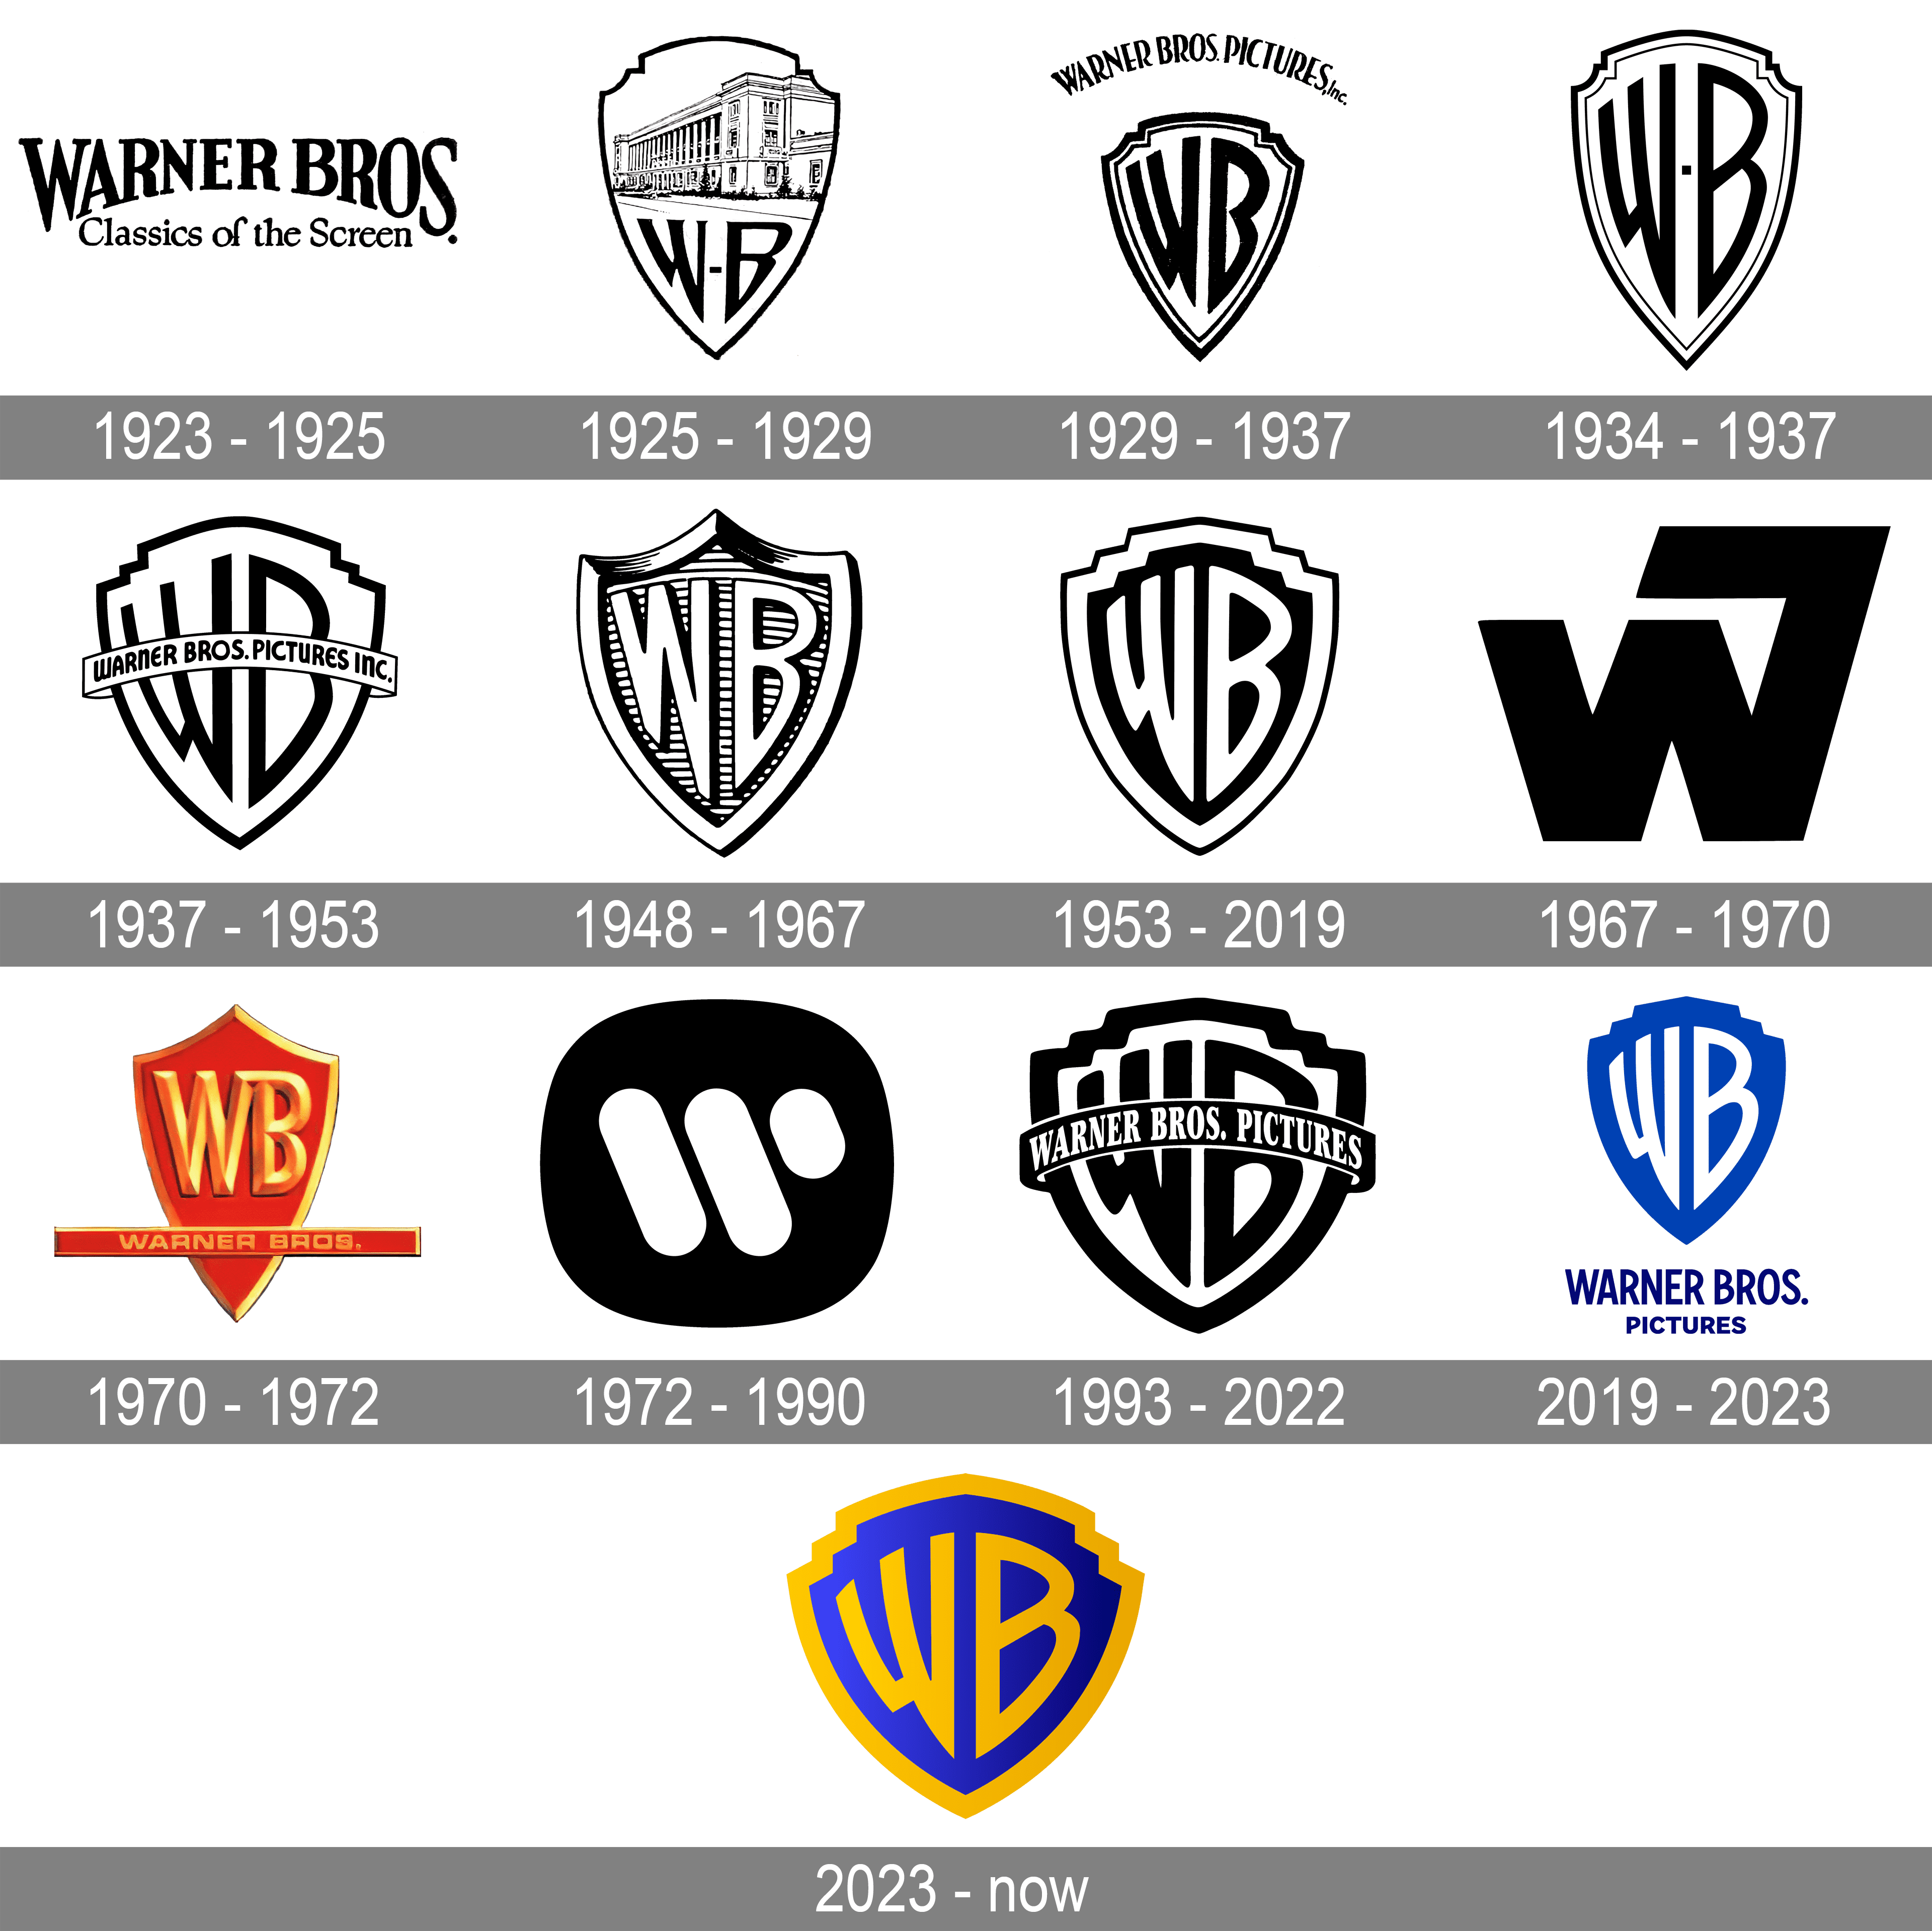 WARNER BROS.
Classics of the Screen
W-B
WARNER BROS. PICTURES, Inc.
WB
W-B
1923 - 1925
1925 - 1929
1929 - 1937
1934 - 1937
WB
WARNER BROS. PICTURES INC.
WB
WB
W
1937 - 1953
1948 - 1967
1953 - 2019
1967 - 1970
WB
WARNER BROS.
W
WB
WARNER BROS. PICTURES
WB
WARNER BROS.
PICTURES
1970 - 1972
1972 - 1990
1993 - 2022
2019 - 2023
WB
2023 - now